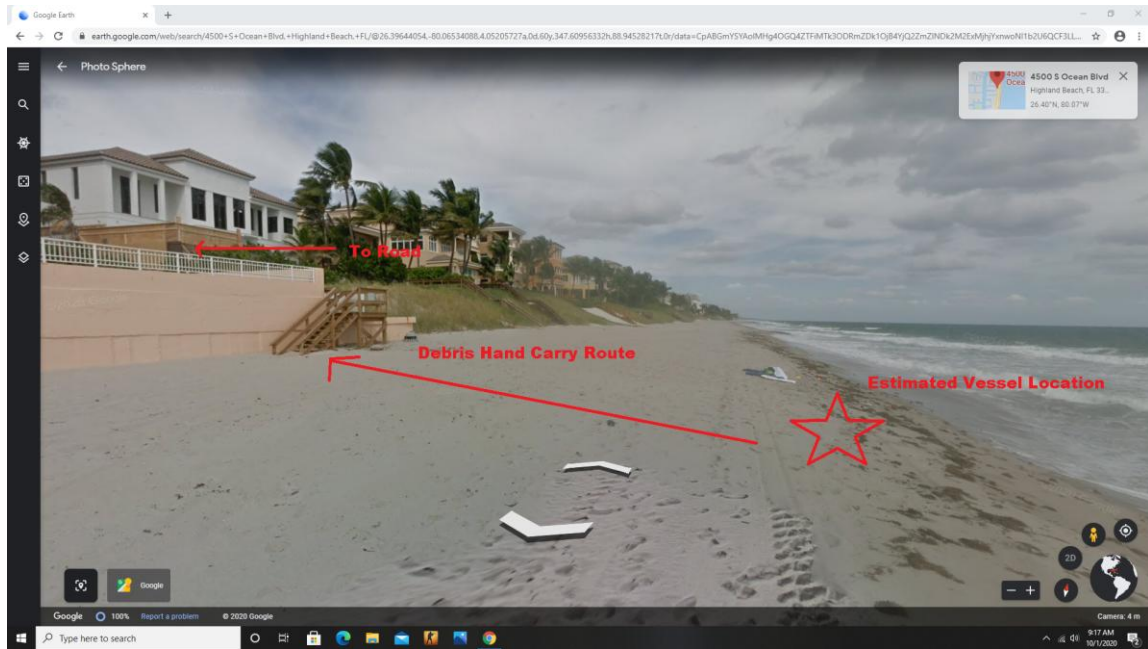 Google Earth
earth.google.com/web/search/4500+S+Ocean+Blvd,+Highland+Beach,+FL/@26.39644054,-80.06534088,4.05205727a,0d,60y,347.60956332h,88.94528217t,0r/data=
Photo Sphere
4500 S Ocean Blvd
Highland Beach, FL 33...
26.40°N, 80.07°W
4500
Ocea
To Road
Debris Hand Carry Route
Estimated Vessel Location
2D
Google
Google 100% Report a problem © 2020 Google Camera: 4 m
Type here to search
9:17 AM
10/1/2020